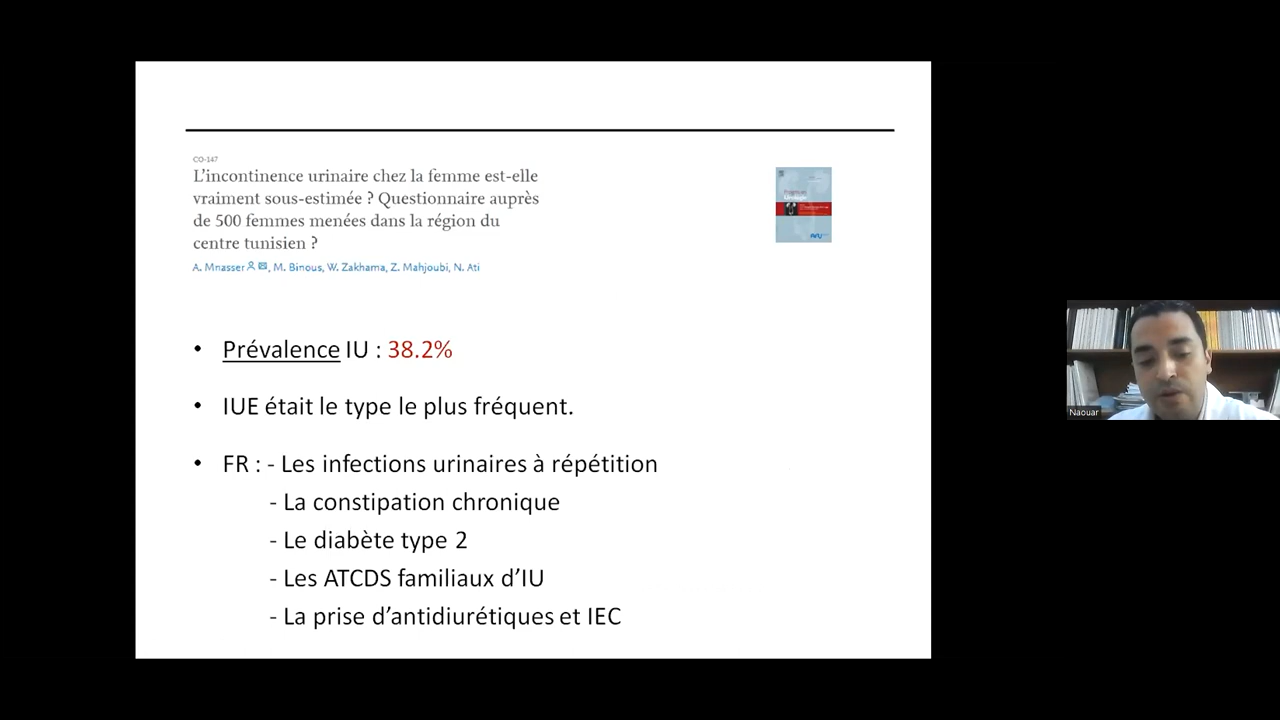 CO-147
L'incontinence urinaire chez la femme est-elle
vraiment sous-estimée ? Questionnaire auprès
de 500 femmes menées dans la région du
centre tunisien ?
A. Mnasser, M. Binous, W. Zakhama, Z. Mahjoubi, N. Ati
• Prévalence IU : 38.2%
• IUE était le type le plus fréquent.
• FR : - Les infections urinaires à répétition
- La constipation chronique
- Le diabète type 2
- Les ATCDS familiaux d'IU
- La prise d'antidiurétiques et IEC
Naouar